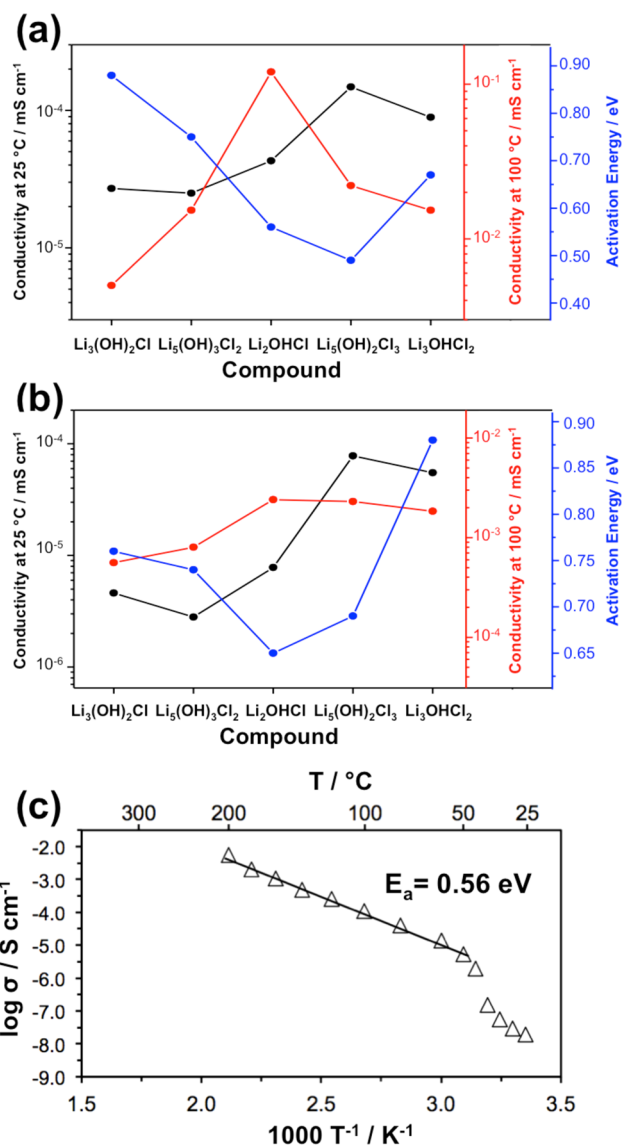 (a)
Conductivity at 25 °C / mS cm⁻¹
10⁻⁴
10⁻⁵
10⁻¹
10⁻²
Conductivity at 100 °C / mS cm⁻¹
0.90
0.80
0.70
0.60
0.50
0.40
Activation Energy / eV
Li₃(OH)₂Cl Li₅(OH)₃Cl₂ Li₂OHCl Li₅(OH)₂Cl₃ Li₃OHCl₂
Compound
(b)
Conductivity at 25 °C / mS cm⁻¹
10⁻⁴
10⁻⁵
10⁻⁶
10⁻²
10⁻³
10⁻⁴
Conductivity at 100 °C / mS cm⁻¹
0.90
0.85
0.80
0.75
0.70
0.65
Activation Energy / eV
Li₃(OH)₂Cl Li₅(OH)₃Cl₂ Li₂OHCl Li₅(OH)₂Cl₃ Li₃OHCl₂
Compound
(c)
T / °C
300 200 100 50 25
log σ / S cm⁻¹
-2.0
-3.0
-4.0
-5.0
-6.0
-7.0
-8.0
-9.0
Eₐ= 0.56 eV
1.5 2.0 2.5 3.0 3.5
1000 T⁻¹ / K⁻¹